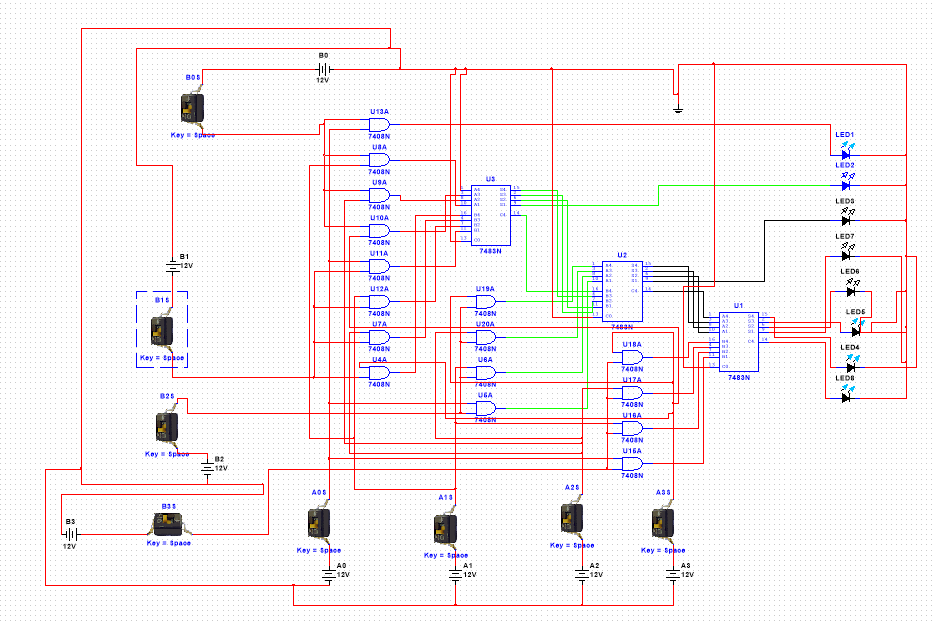 B0
12V
B0S
Key = Space
U13A
7408N
U8A
7408N
U9A
7408N
U10A
7408N
U11A
7408N
U12A
7408N
U7A
7408N
U4A
7408N
U3
7483N
U2
7483N
U1
7483N
U19A
7408N
U20A
7408N
U6A
7408N
U5A
7408N
U18A
7408N
U17A
7408N
U16A
7408N
U15A
7408N
LED1
LED2
LED3
LED7
LED6
LED5
LED4
LED8
B1
12V
B1S
Key = Space
B2S
Key = Space
B2
12V
B3
12V
B3S
Key = Space
A0S
Key = Space
A0
12V
A1S
Key = Space
A1
12V
A2S
Key = Space
A2
12V
A3S
Key = Space
A3
12V